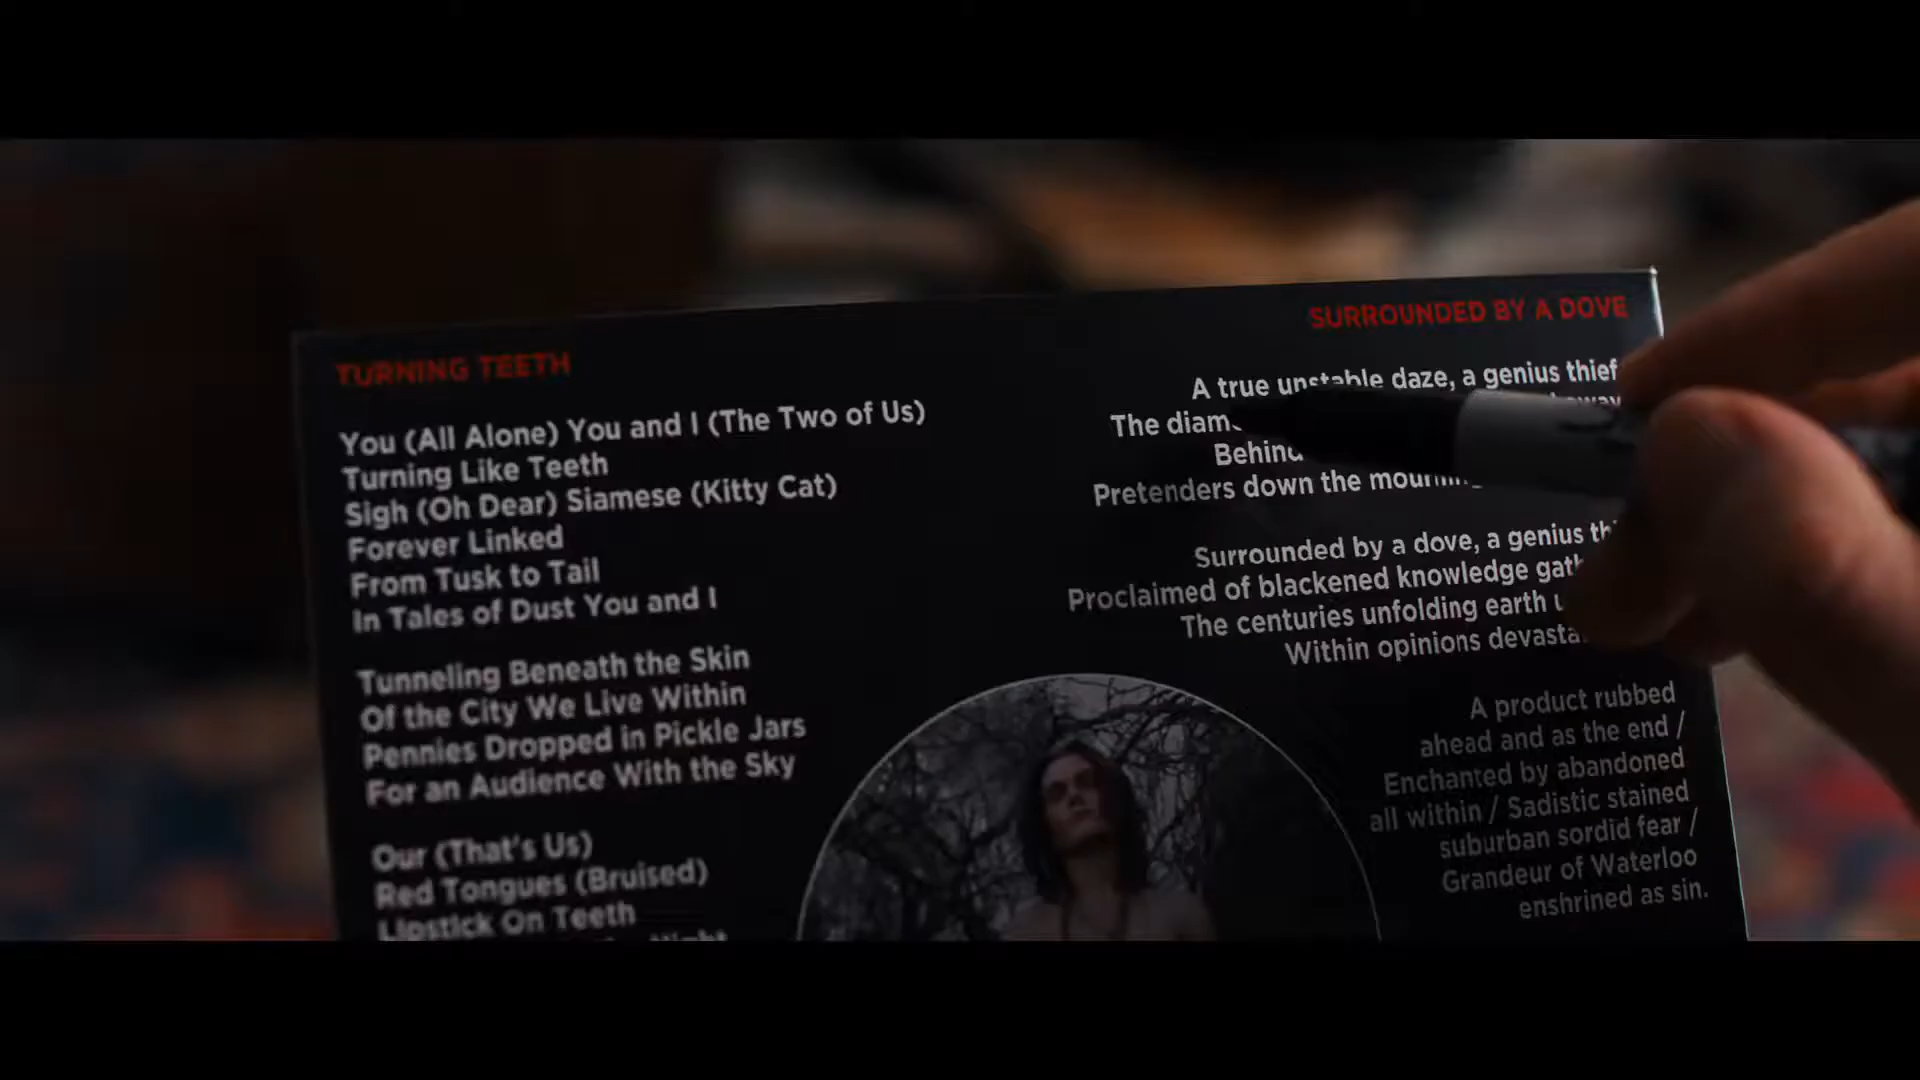 TURNING TEETH
You (All Alone) You and I (The Two of Us)
Turning Like Teeth
Sigh (Oh Dear) Siamese (Kitty Cat)
Forever Linked
From Tusk to Tail
In Tales of Dust You and I
Tunneling Beneath the Skin
Of the City We Live Within
Pennies Dropped in Pickle Jars
For an Audience With the Sky
Our (That's Us)
Red Tongues (Bruised)
Lipstick On Teeth
SURROUNDED BY A DOVE
A true unstable daze, a genius thief
The
Pretenders down the
Surrounded by a dove, a genius
Proclaimed of blackened knowledge
The centuries unfolding earth
Within opinions
A product rubbed
ahead and as the end /
Enchanted by abandoned
all within / Sadistic stained
suburban sordid fear /
Grandeur of Waterloo
enshrined as sin.